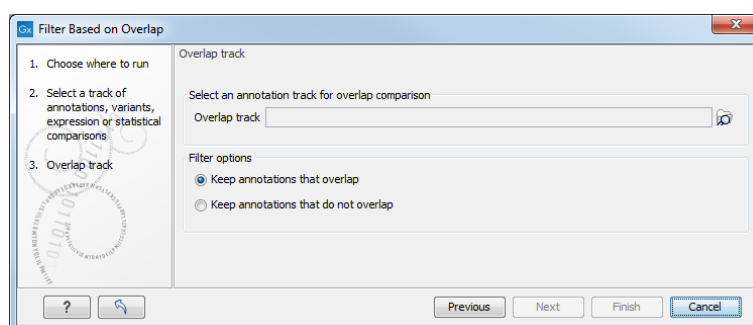 Gx Filter Based on Overlap
1. Choose where to run
2. Select a track of
annotations, variants,
expression or statistical
comparisons
3. Overlap track
Overlap track
Select an annotation track for overlap comparison
Overlap track
Filter options
Keep annotations that overlap
Keep annotations that do not overlap
? Previous Next Finish Cancel